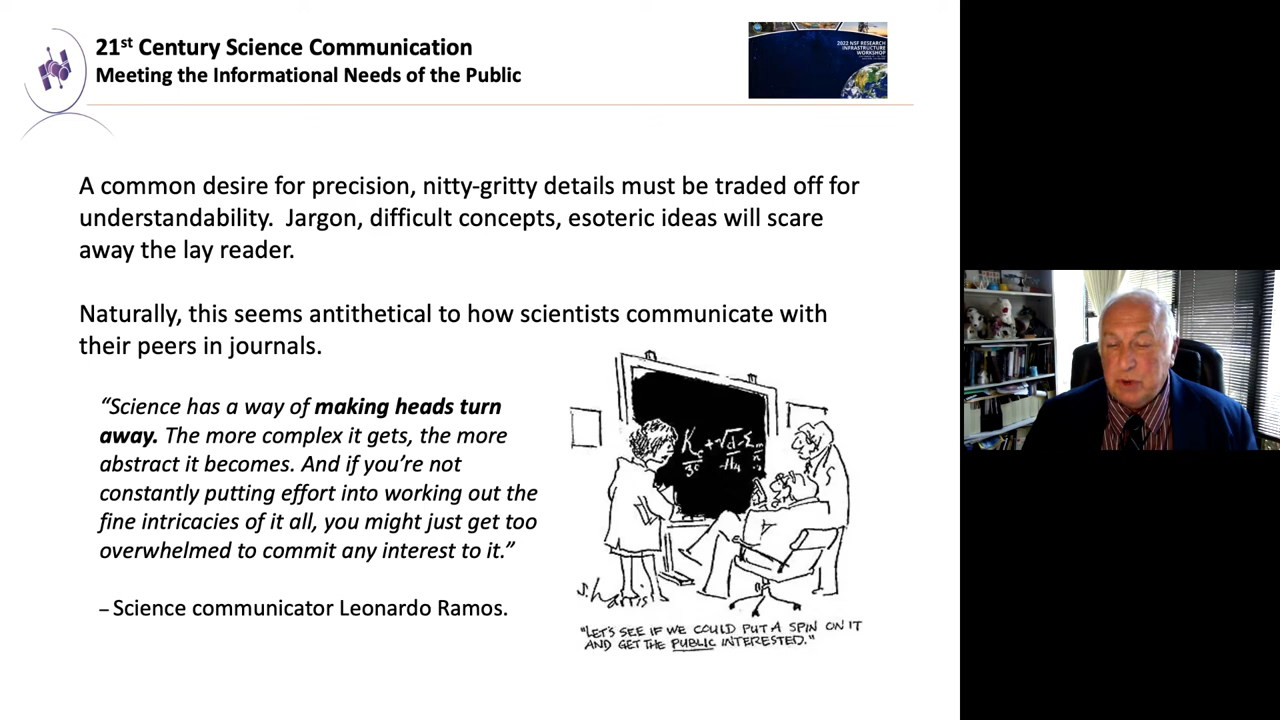 21st Century Science Communication
Meeting the Informational Needs of the Public
2022 NSF RESEARCH
INFRASTRUCTURE
WORKSHOP
A common desire for precision, nitty-gritty details must be traded off for
understandability.  Jargon, difficult concepts, esoteric ideas will scare
away the lay reader.
Naturally, this seems antithetical to how scientists communicate with
their peers in journals.
“Science has a way of making heads turn
away. The more complex it gets, the more
abstract it becomes. And if you’re not
constantly putting effort into working out the
fine intricacies of it all, you might just get too
overwhelmed to commit any interest to it.”
– Science communicator Leonardo Ramos.
S. Harris
"LET'S SEE IF WE COULD PUT A SPIN ON IT
AND GET THE PUBLIC INTERESTED."